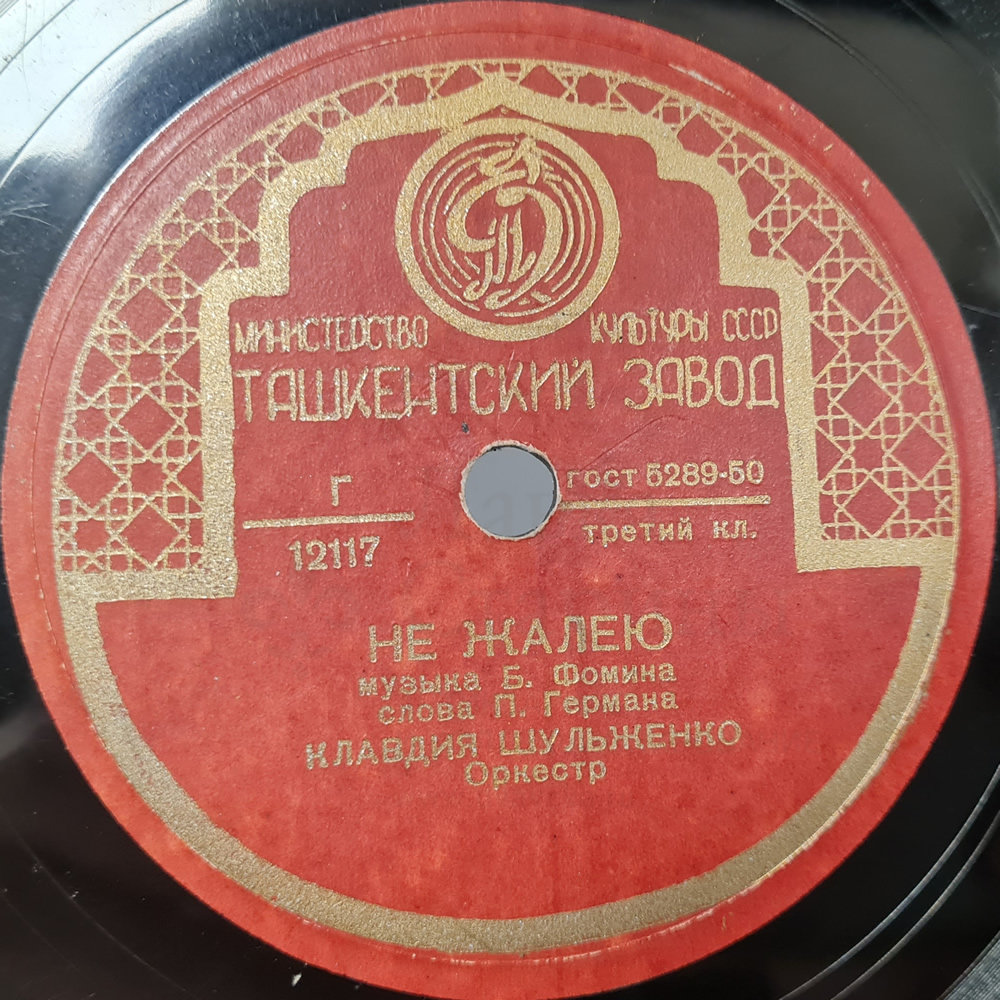 МИНИСТЕРСТВО КУЛЬТУРЫ СССР
ТАШКЕНТСКИЙ ЗАВОД
Г ГОСТ 5289-50
12117 третий кл.
НЕ ЖАЛЕЮ
музыка Б. Фомина
слова П. Германа
КЛАВДИЯ ШУЛЬЖЕНКО
Оркестр